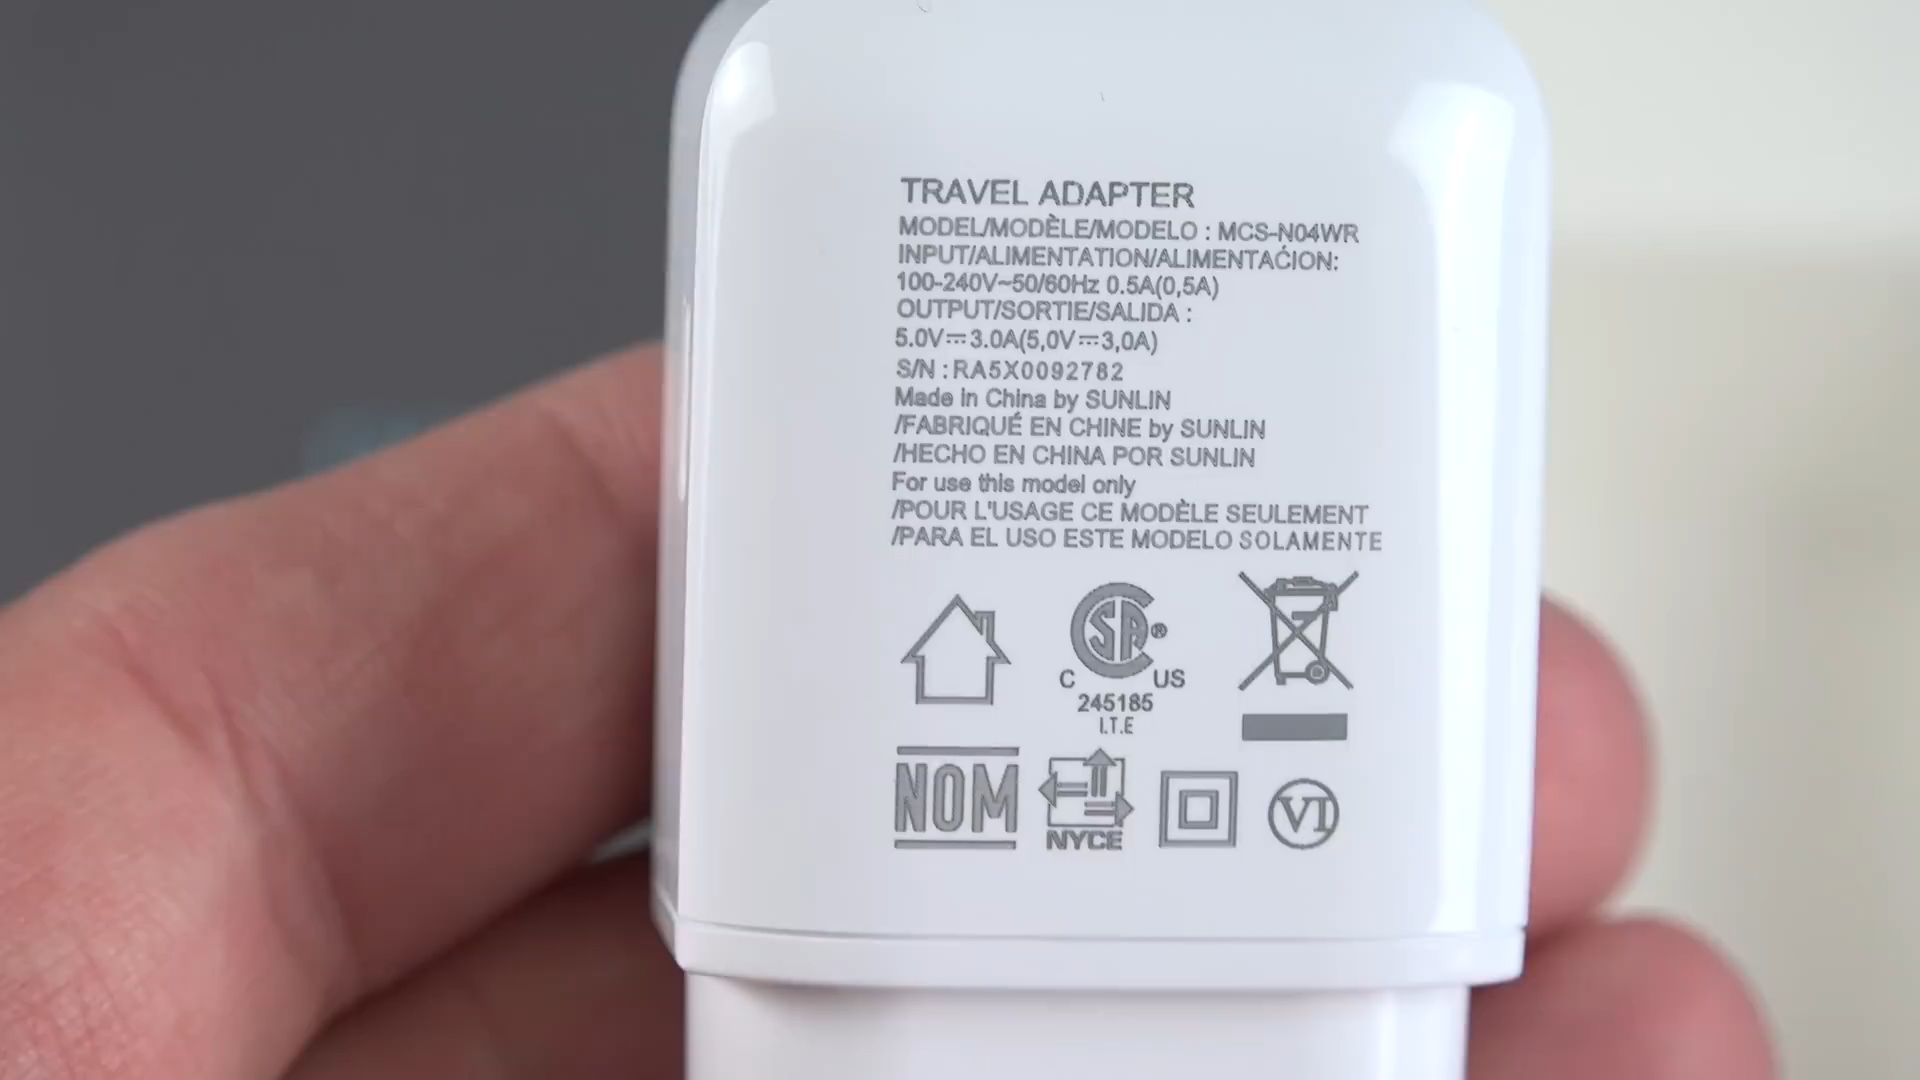 TRAVEL ADAPTER
MODEL/MODÈLE/MODELO : MCS-N04WR
INPUT/ALIMENTATION/ALIMENTAĆION:
100-240V~50/60Hz 0.5A(0,5A)
OUTPUT/SORTIE/SALIDA :
5.0V⎓3.0A(5,0V⎓3,0A)
S/N : RA5X0092782
Made in China by SUNLIN
/FABRIQUÉ EN CHINE by SUNLIN
/HECHO EN CHINA POR SUNLIN
For use this model only
/POUR L'USAGE CE MODÈLE SEULEMENT
/PARA EL USO ESTE MODELO SOLAMENTE
CSA®
C US
245185
I.T.E
NOM
NYCE
VI